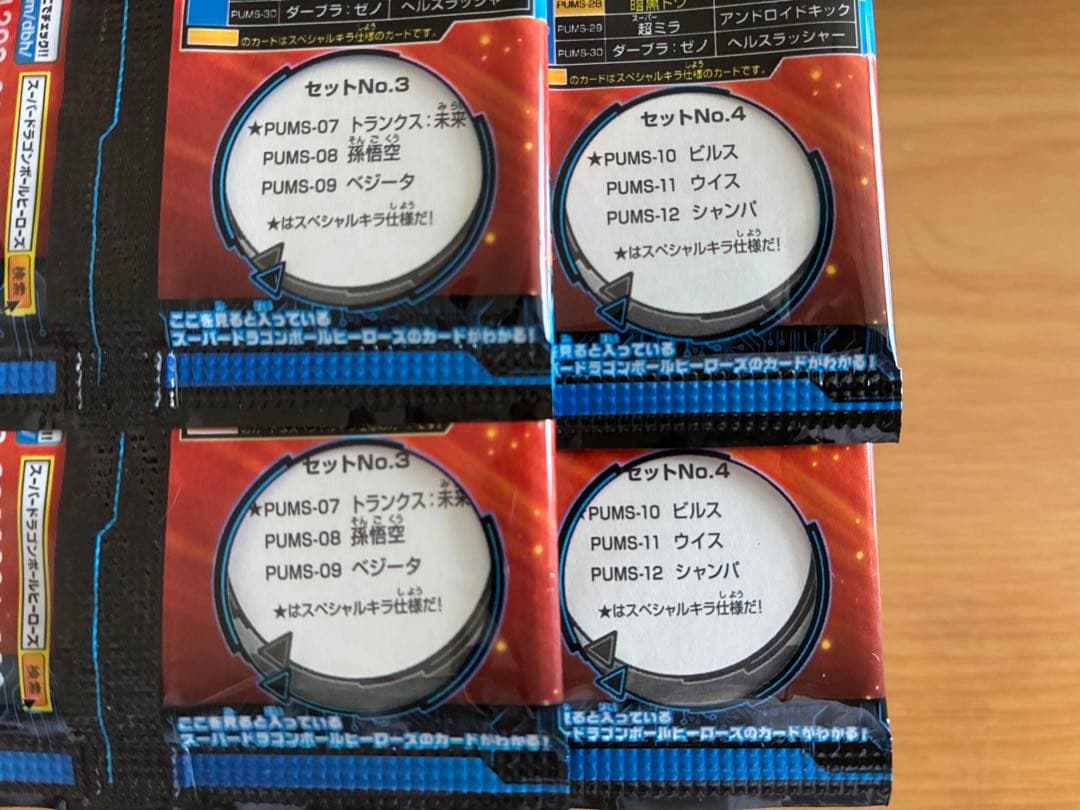 PUMS-30 ダーブラ:ゼノ ヘルスラッシャー
のカードはスペシャルキラ仕様のカードです。
セットNo.3
★PUMS-07 トランクス:未来
PUMS-08 孫悟空
PUMS-09 ベジータ
★はスペシャルキラ仕様だ!
ここを見ると入っている
スーパードラゴンボールヒーローズのカードがわかる!
PUMS-28 暗黒
PUMS-29 超ミラ アンドロイドキック
PUMS-30 ダーブラ:ゼノ ヘルスラッシャー
のカードはスペシャルキラ仕様のカードです。
セットNo.4
★PUMS-10 ビルス
PUMS-11 ウイス
PUMS-12 シャンパ
★はスペシャルキラ仕様だ!
見ると入っている
ードラゴンボールヒーローズのカードがわかる!
でチェック!!!
m/dbh/
スーパードラゴンボールヒーローズ
検索
セットNo.3
★PUMS-07 トランクス:未来
PUMS-08 孫悟空
PUMS-09 ベジータ
★はスペシャルキラ仕様だ!
ここを見ると入っている
スーパードラゴンボールヒーローズのカードがわかる!
セットNo.4
PUMS-10 ビルス
PUMS-11 ウイス
PUMS-12 シャンパ
★はスペシャルキラ仕様だ!
見ると入っている
ードラゴンボールヒーローズのカードがわかる!
スーパードラゴンボールヒーローズ
検索